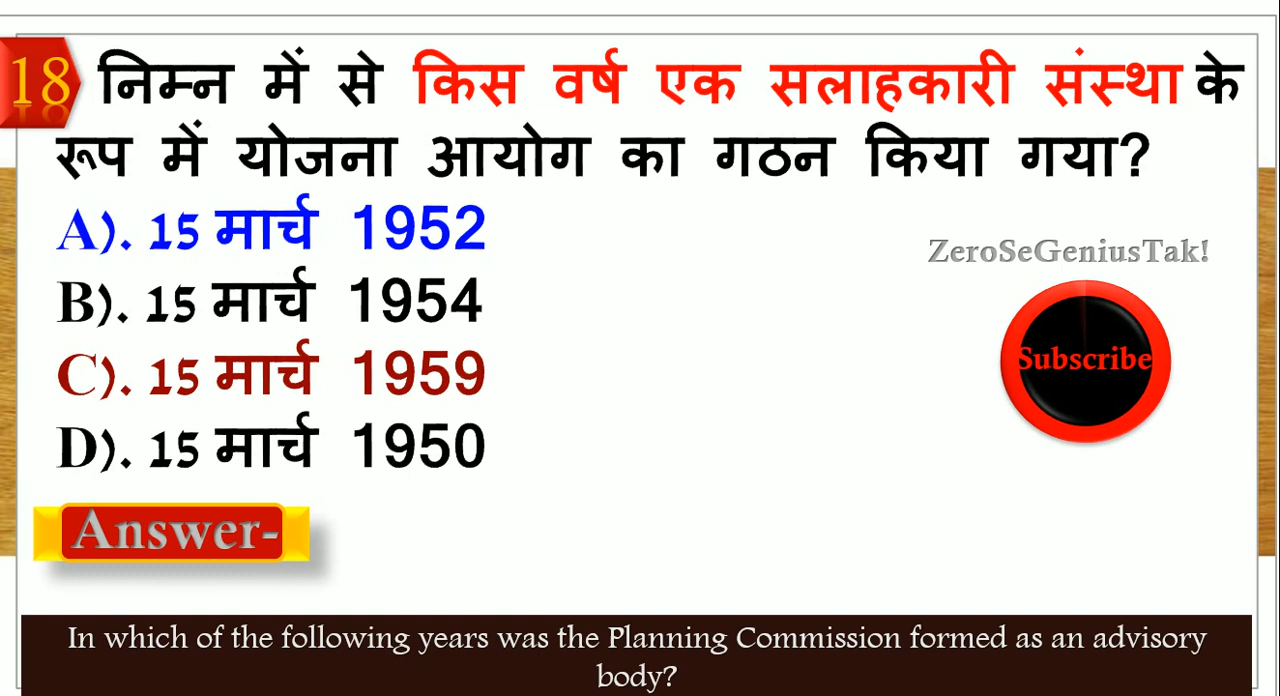 18 निम्न में से किस वर्ष एक सलाहकारी संस्था के
रूप में योजना आयोग का गठन किया गया?
A). 15 मार्च 1952
B). 15 मार्च 1954
C). 15 मार्च 1959
D). 15 मार्च 1950
ZeroSeGeniusTak!
Subscribe
Answer-
In which of the following years was the Planning Commission formed as an advisory
body?